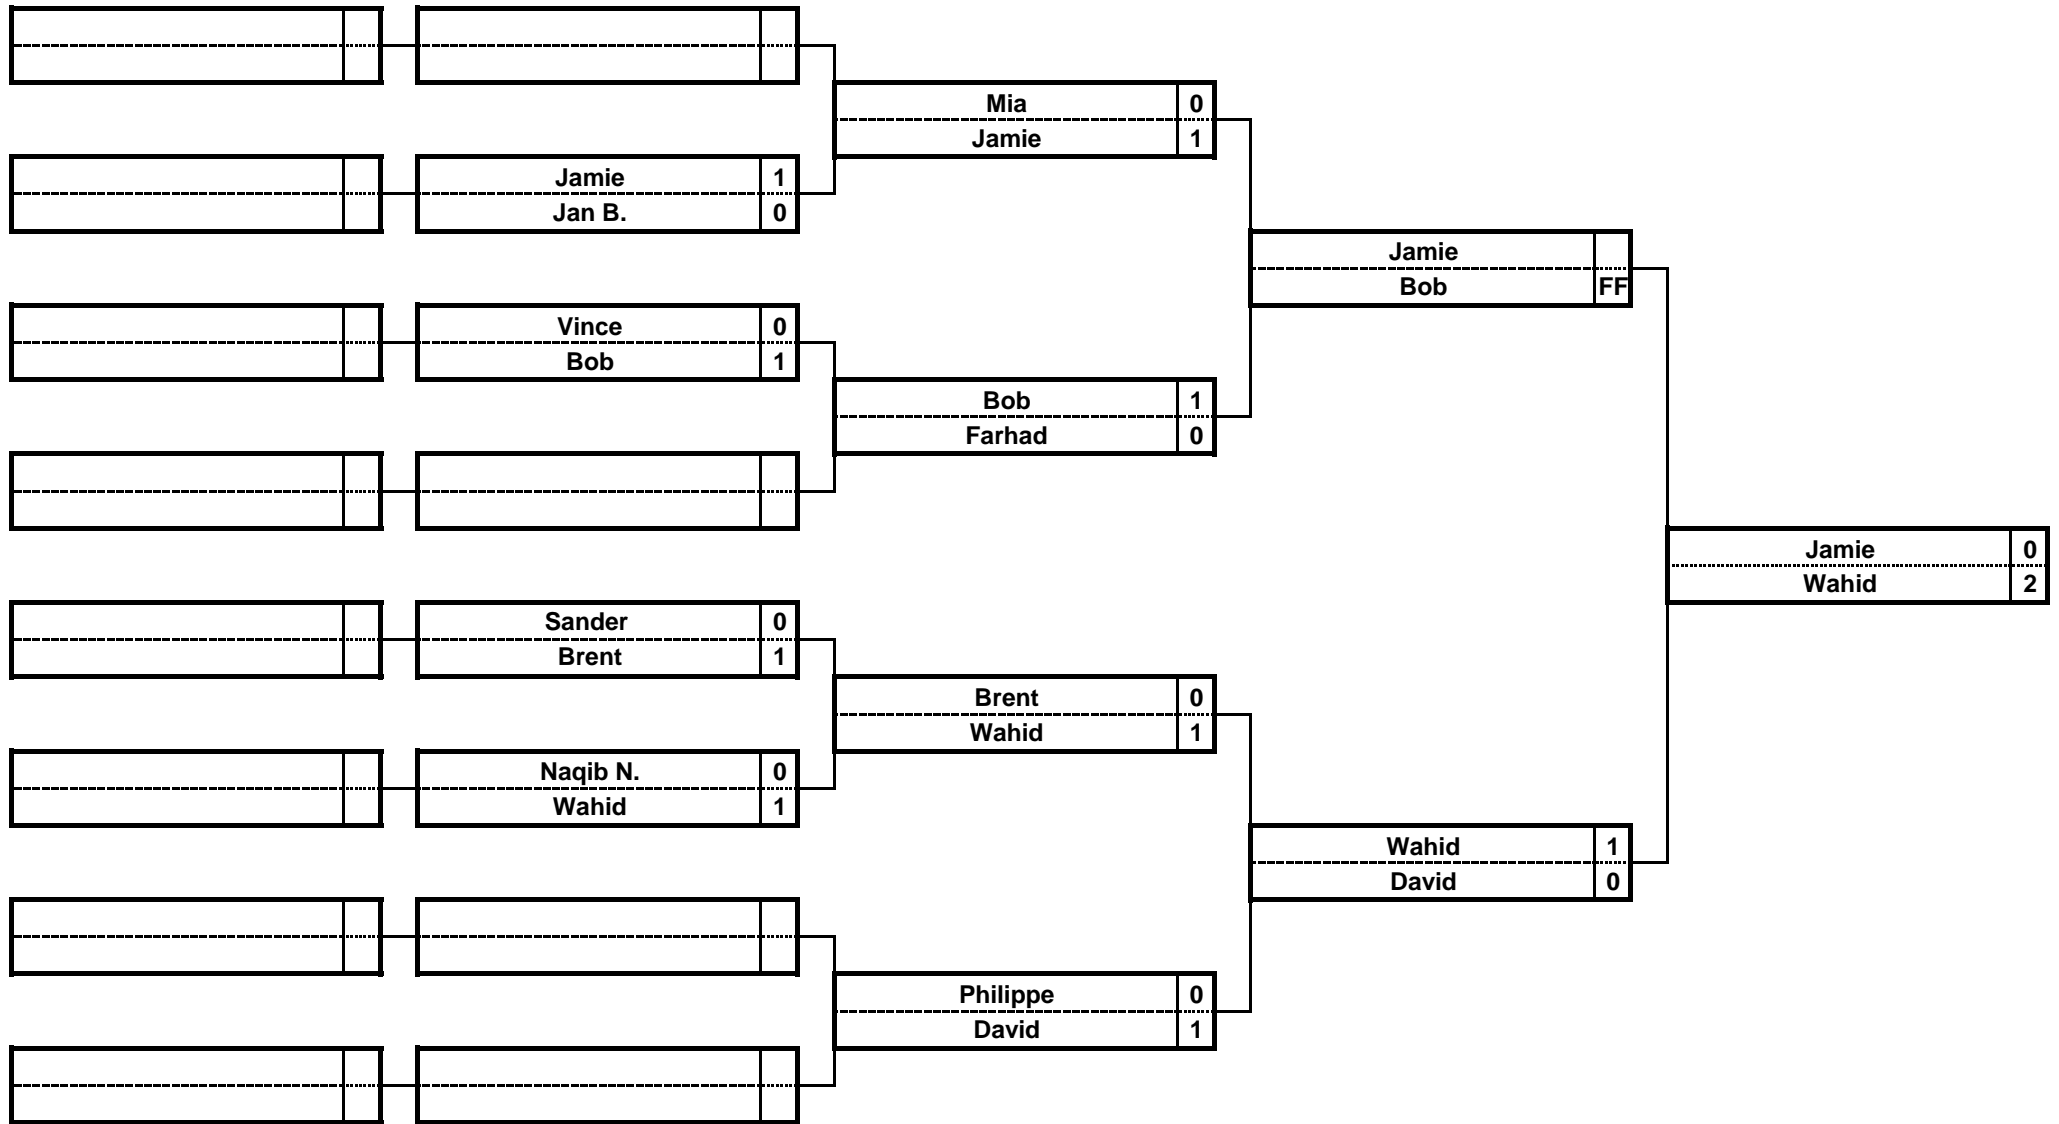 Mia 0
Jamie 1
Jamie 1
Jan B. 0
Jamie
Bob FF
Vince 0
Bob 1
Bob 1
Farhad 0
Jamie 0
Wahid 2
Sander 0
Brent 1
Brent 0
Wahid 1
Naqib N. 0
Wahid 1
Wahid 1
David 0
Philippe 0
David 1